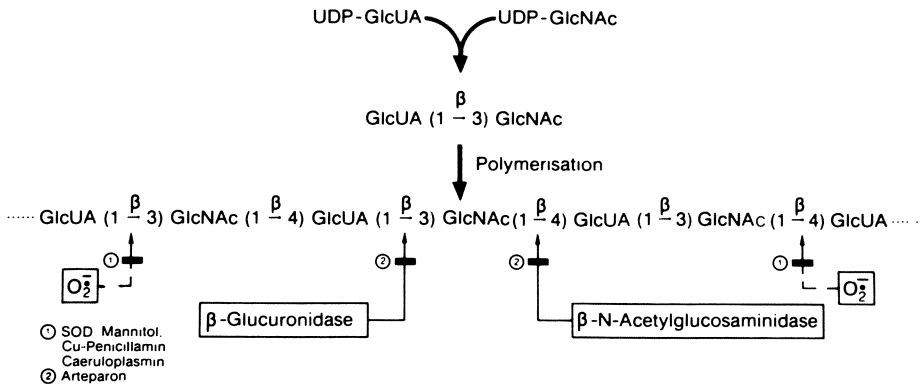 UDP-GlcUA UDP-GlcNAc
β
GlcUA (1 – 3) GlcNAc
Polymerisation
β β β β β β
······ GlcUA (1 – 3) GlcNAc (1 – 4) GlcUA (1 – 3) GlcNAc (1 – 4) GlcUA (1 – 3) GlcNAc (1 – 4) GlcUA ·····
① ② ② ①
O₂•̄ O₂•̄
β-Glucuronidase β-N-Acetylglucosaminidase
① SOD Mannitol.
Cu-Penicillamin
Caeruloplasmin
② Arteparon